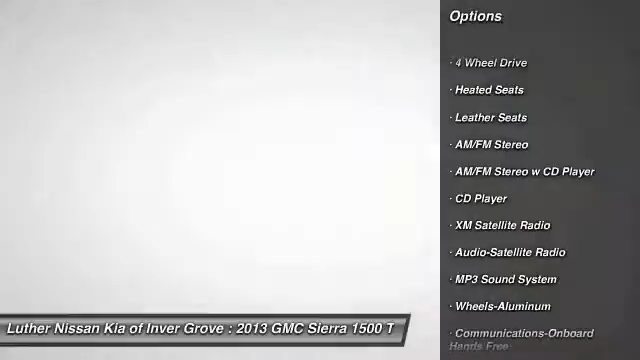 Options
· 4 Wheel Drive
· Heated Seats
· Leather Seats
· AM/FM Stereo
· AM/FM Stereo w CD Player
· CD Player
· XM Satellite Radio
· Audio-Satellite Radio
· MP3 Sound System
· Wheels-Aluminum
· Communications-Onboard
Hands Free
Luther Nissan Kia of Inver Grove : 2013 GMC Sierra 1500 T